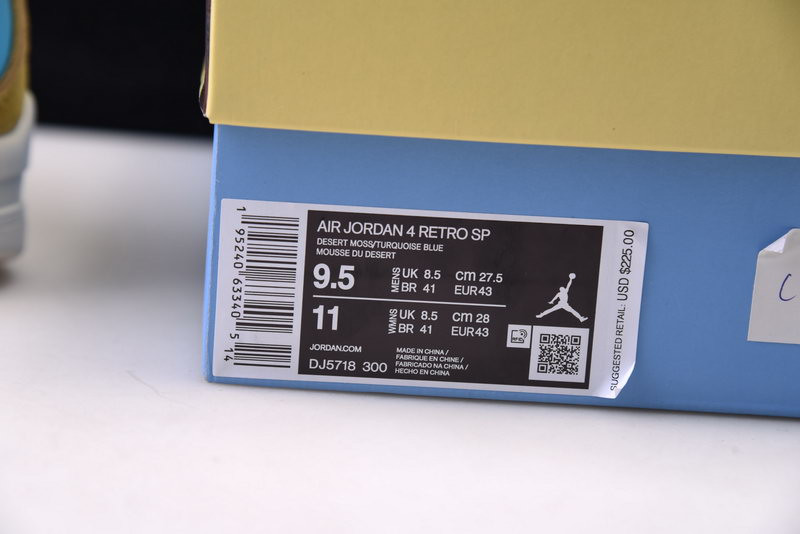 AIR JORDAN 4 RETRO SP
DESERT MOSS/TURQUOISE BLUE
MOUSSE DU DESERT
9.5 MENS UK 8.5 cm 27.5
BR 41 EUR43
11 WMNS UK 8.5 cm 28
BR 41 EUR43
JORDAN.COM
DJ5718 300
MADE IN CHINA /
FABRIQUE EN CHINE /
FABRICADO NA CHINA /
HECHO EN CHINA
SUGGESTED RETAIL: USD $225.00
1 95240 63340 5 14